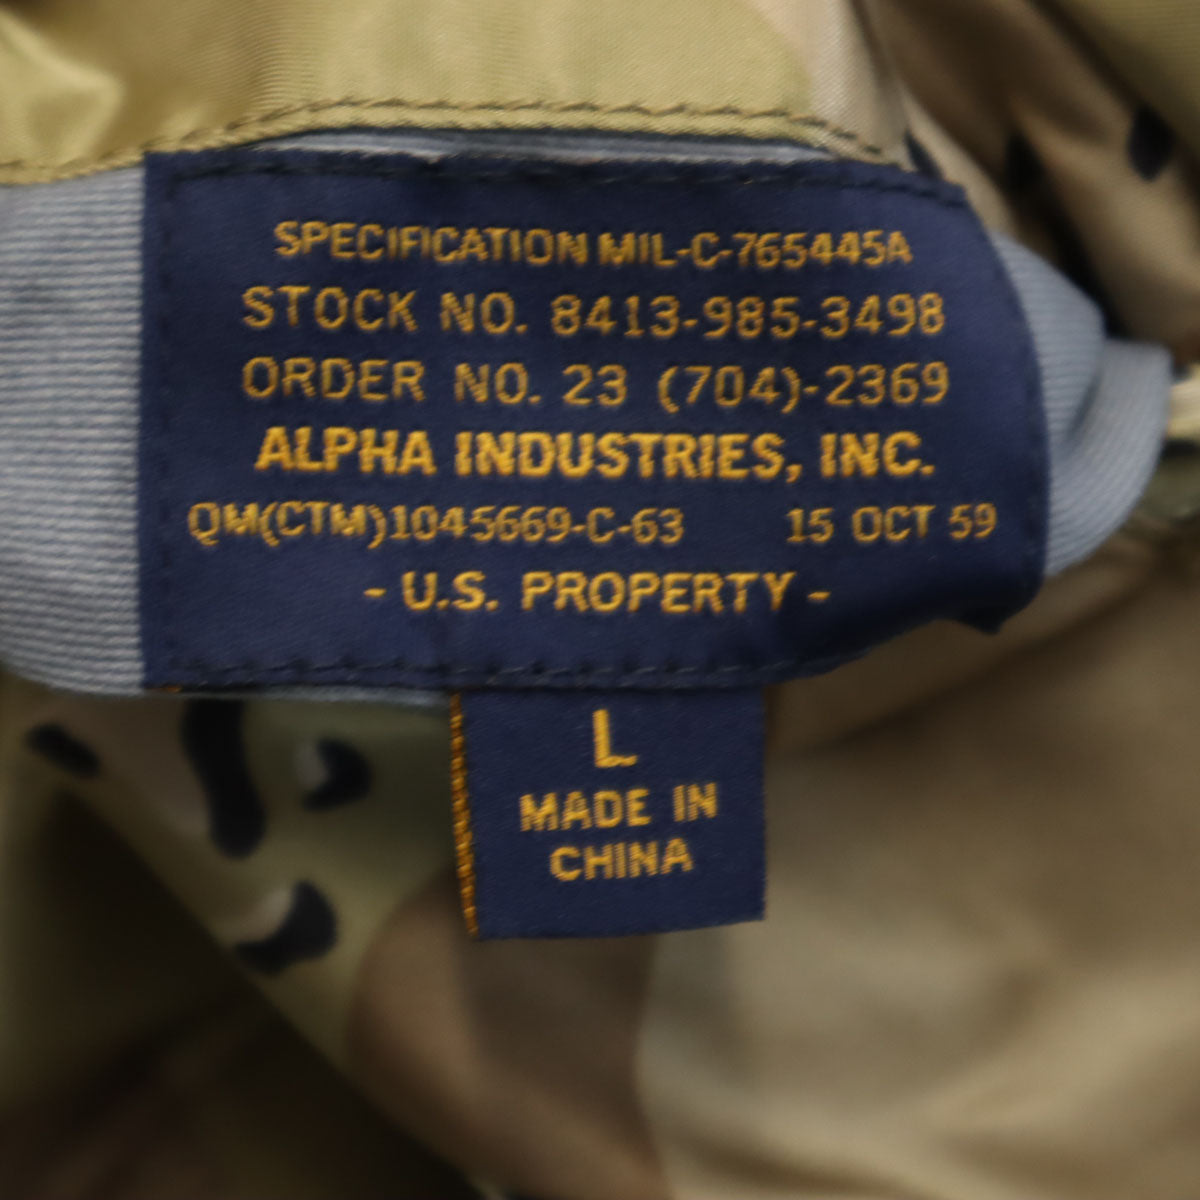 SPECIFICATION MIL-C-765445A
STOCK NO. 8413-985-3498
ORDER NO. 23 (704)-2369
ALPHA INDUSTRIES, INC.
QM(CTM)1045669-C-63 15 OCT 59
- U.S. PROPERTY -
L
MADE IN
CHINA